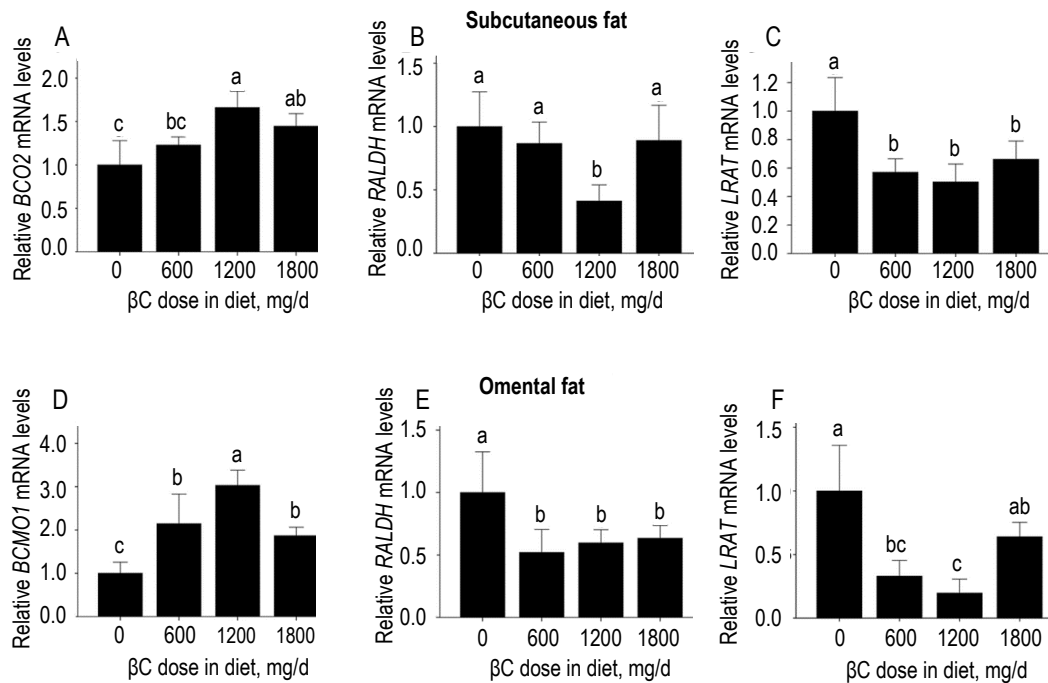 Subcutaneous fat
A
Relative BCO2 mRNA levels
2.0
1.5
1.0
0.5
0.0
c
bc
a
ab
0 600 1200 1800
βC dose in diet, mg/d
B
Relative RALDH mRNA levels
1.5
1.0
0.5
0.0
a
a
b
a
0 600 1200 1800
βC dose in diet, mg/d
C
Relative LRAT mRNA levels
1.2
1.0
0.8
0.6
0.4
0.2
0.0
a
b
b
b
0 600 1200 1800
βC dose in diet, mg/d
Omental fat
D
Relative BCMO1 mRNA levels
4.0
3.0
2.0
1.0
0.0
c
b
a
b
0 600 1200 1800
βC dose in diet, mg/d
E
Relative RALDH mRNA levels
1.5
1.0
0.5
0.0
a
b
b
b
0 600 1200 1800
βC dose in diet, mg/d
F
Relative LRAT mRNA levels
1.5
1.0
0.5
0.0
a
bc
c
ab
0 600 1200 1800
βC dose in diet, mg/d